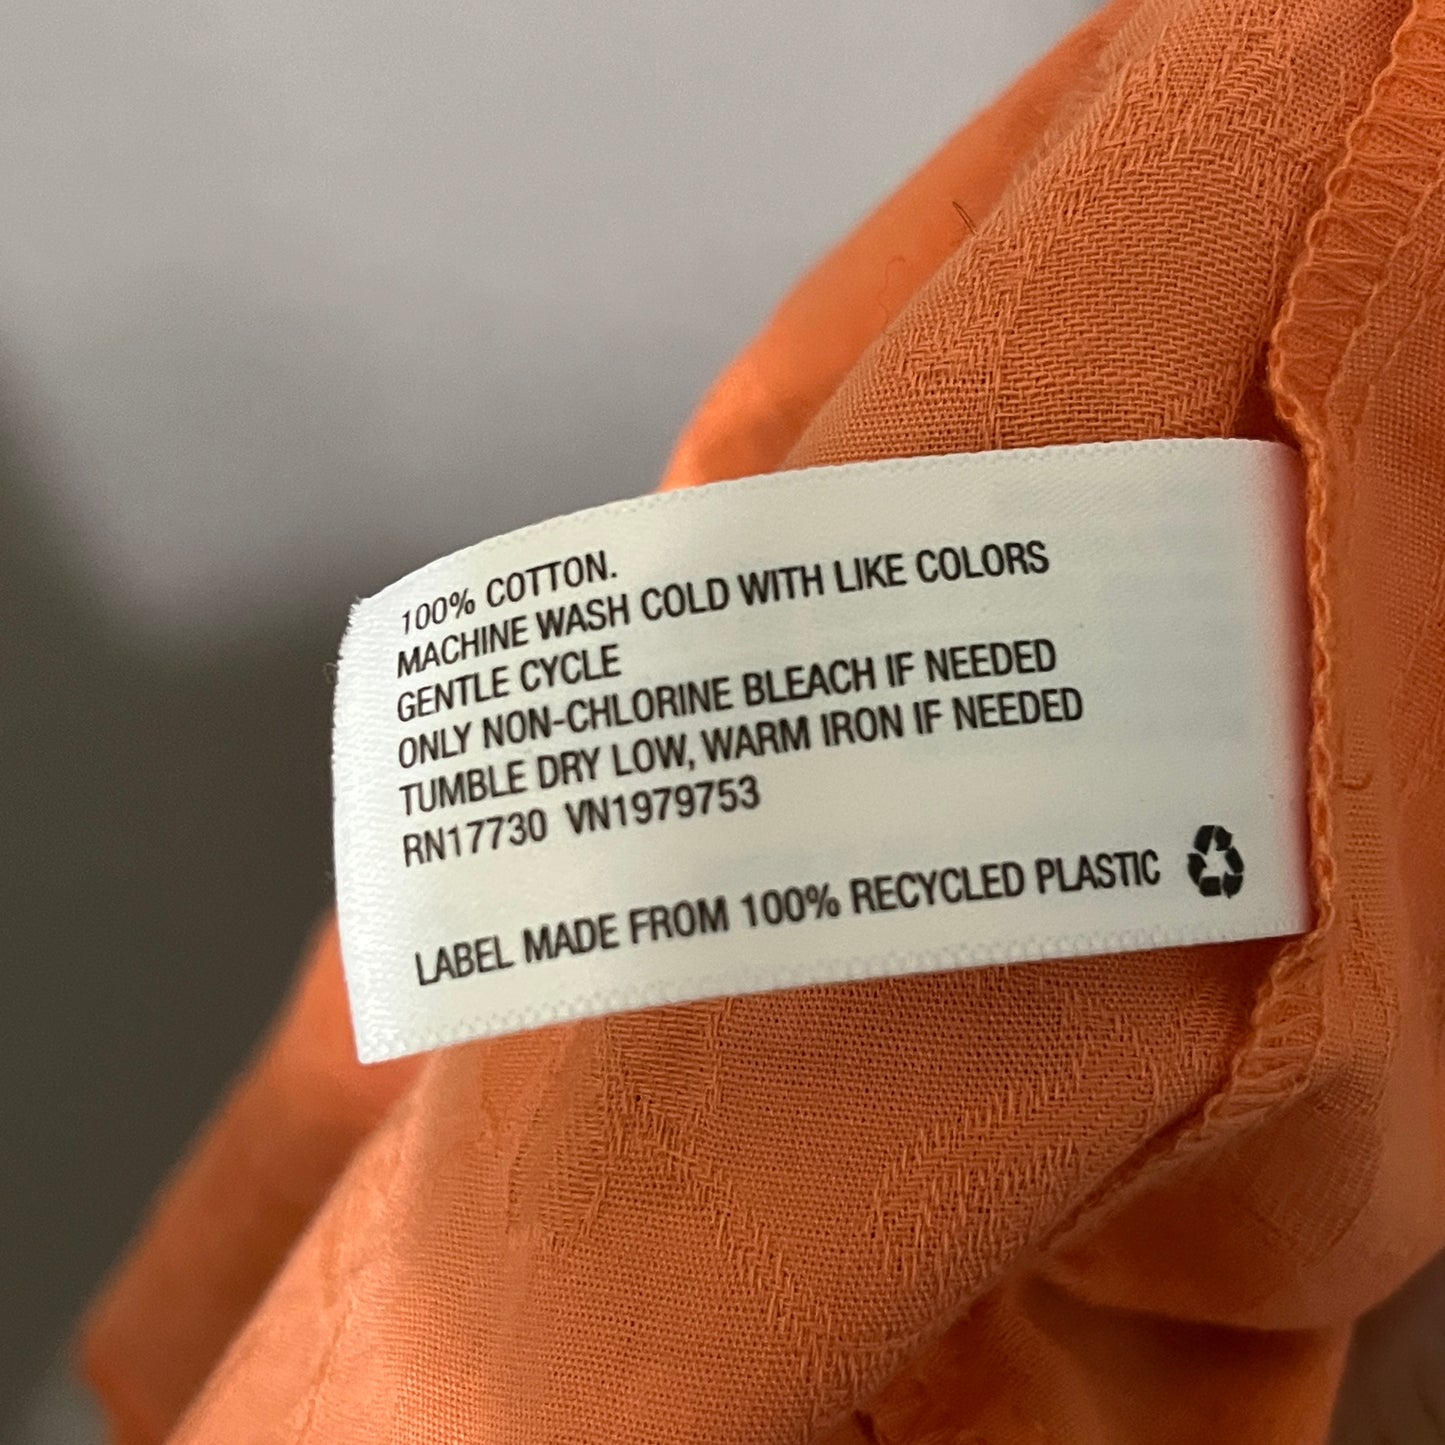 100% COTTON.
MACHINE WASH COLD WITH LIKE COLORS
GENTLE CYCLE
ONLY NON-CHLORINE BLEACH IF NEEDED
TUMBLE DRY LOW, WARM IRON IF NEEDED
RN17730 VN1979753
LABEL MADE FROM 100% RECYCLED PLASTIC